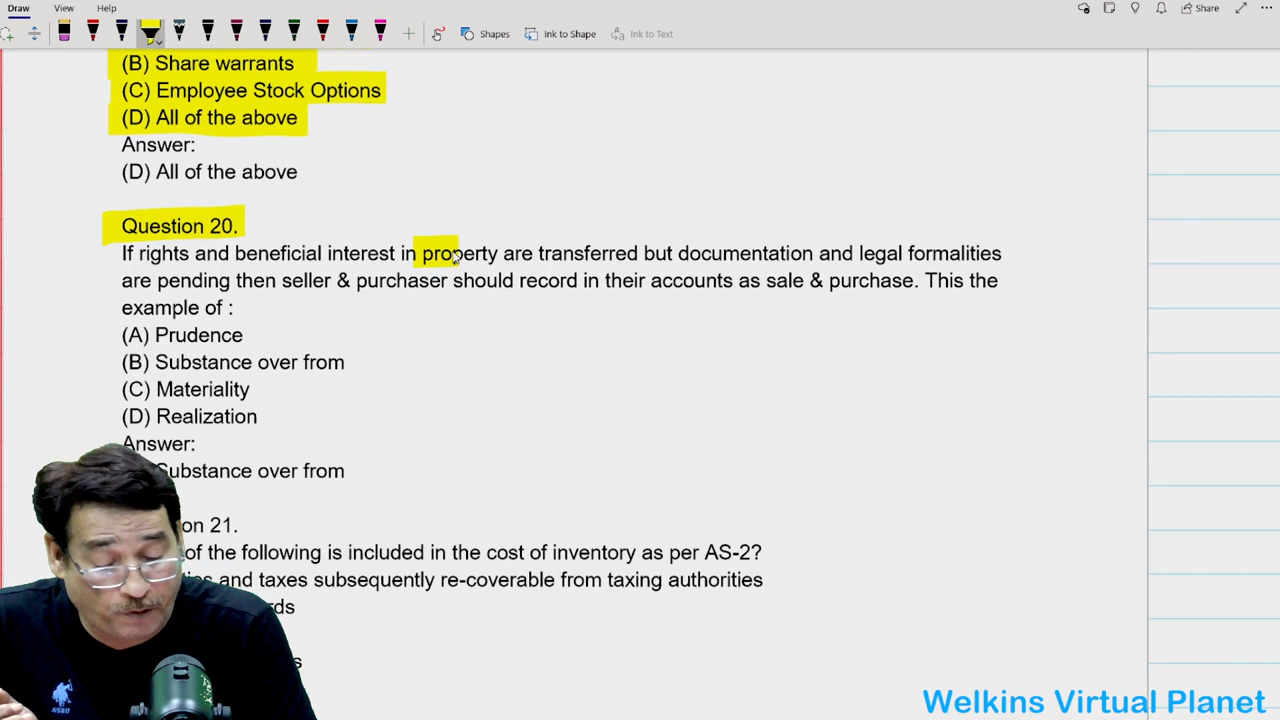 Draw View Help Share
Shapes Ink to Shape Ink to Text
(B) Share warrants
(C) Employee Stock Options
(D) All of the above
Answer:
(D) All of the above
Question 20.
If rights and beneficial interest in property are transferred but documentation and legal formalities
are pending then seller & purchaser should record in their accounts as sale & purchase. This the
example of :
(A) Prudence
(B) Substance over from
(C) Materiality
(D) Realization
Answer:
Substance over from
21.
of the following is included in the cost of inventory as per AS-2?
and taxes subsequently re-coverable from taxing authorities
Welkins Virtual Planet